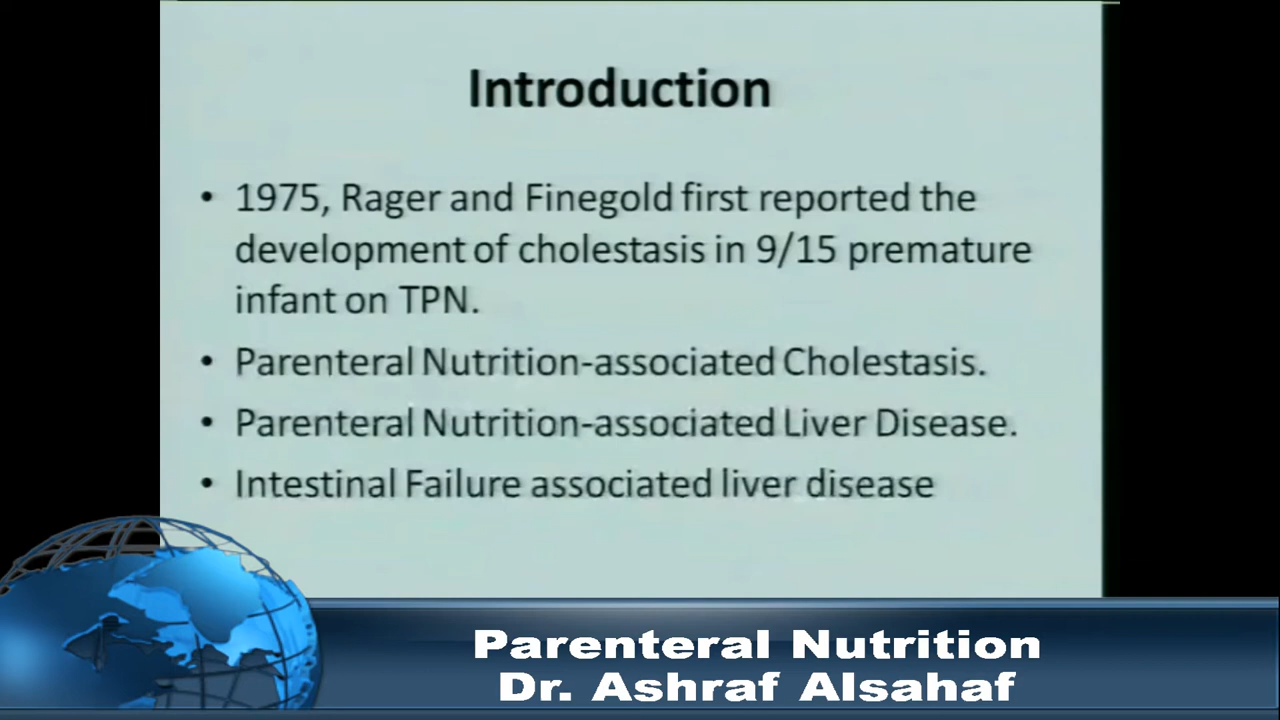 Introduction
• 1975, Rager and Finegold first reported the
development of cholestasis in 9/15 premature
infant on TPN.
• Parenteral Nutrition-associated Cholestasis.
• Parenteral Nutrition-associated Liver Disease.
• Intestinal Failure associated liver disease
Parenteral Nutrition
Dr. Ashraf Alsahaf